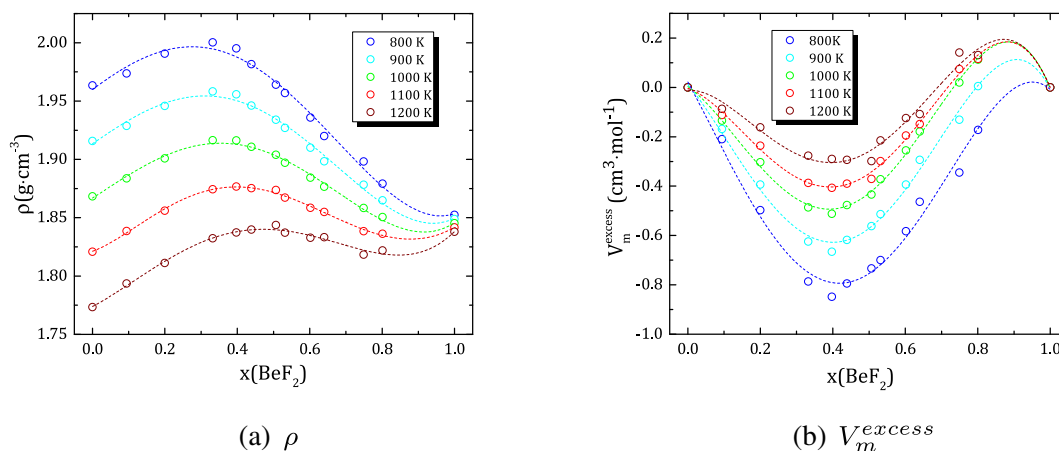 2.00
1.95
1.90
1.85
1.80
1.75
ρ(g·cm⁻³)
800 K
900 K
1000 K
1100 K
1200 K
0.0 0.2 0.4 0.6 0.8 1.0
x(BeF₂)
(a) ρ
0.2
0.0
-0.2
-0.4
-0.6
-0.8
-1.0
V_m^excess (cm³·mol⁻¹)
800K
900 K
1000 K
1100 K
1200 K
0.0 0.2 0.4 0.6 0.8 1.0
x(BeF₂)
(b) V_m^excess